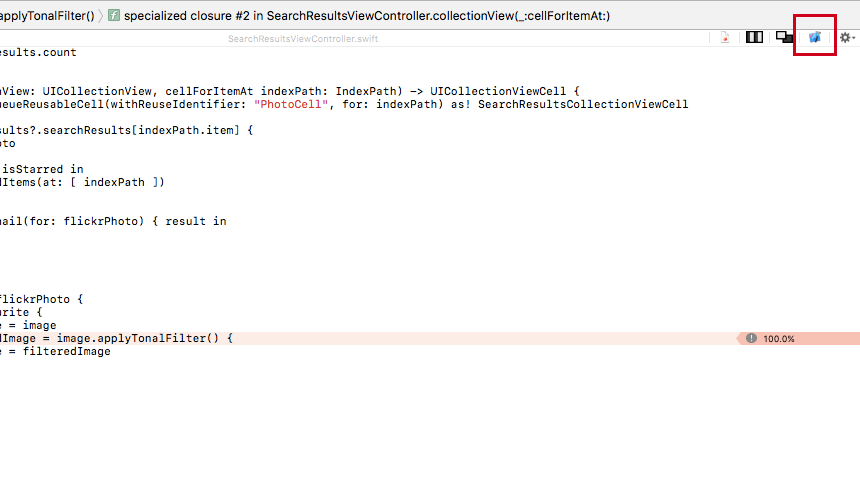 applyTonalFilter() specialized closure #2 in SearchResultsViewController.collectionView(_:cellForItemAt:)
SearchResultsViewController.swift
esults.count
nView: UICollectionView, cellForItemAt indexPath: IndexPath) -> UICollectionViewCell {
ueueReusableCell(withReuseIdentifier: "PhotoCell", for: indexPath) as! SearchResultsCollectionViewCell
sults?.searchResults[indexPath.item] {
oto
isStarred in
dItems(at: [ indexPath ])
nail(for: flickrPhoto) { result in
flickrPhoto {
urite {
e = image
dImage = image.applyTonalFilter() { 100.0%
e = filteredImage